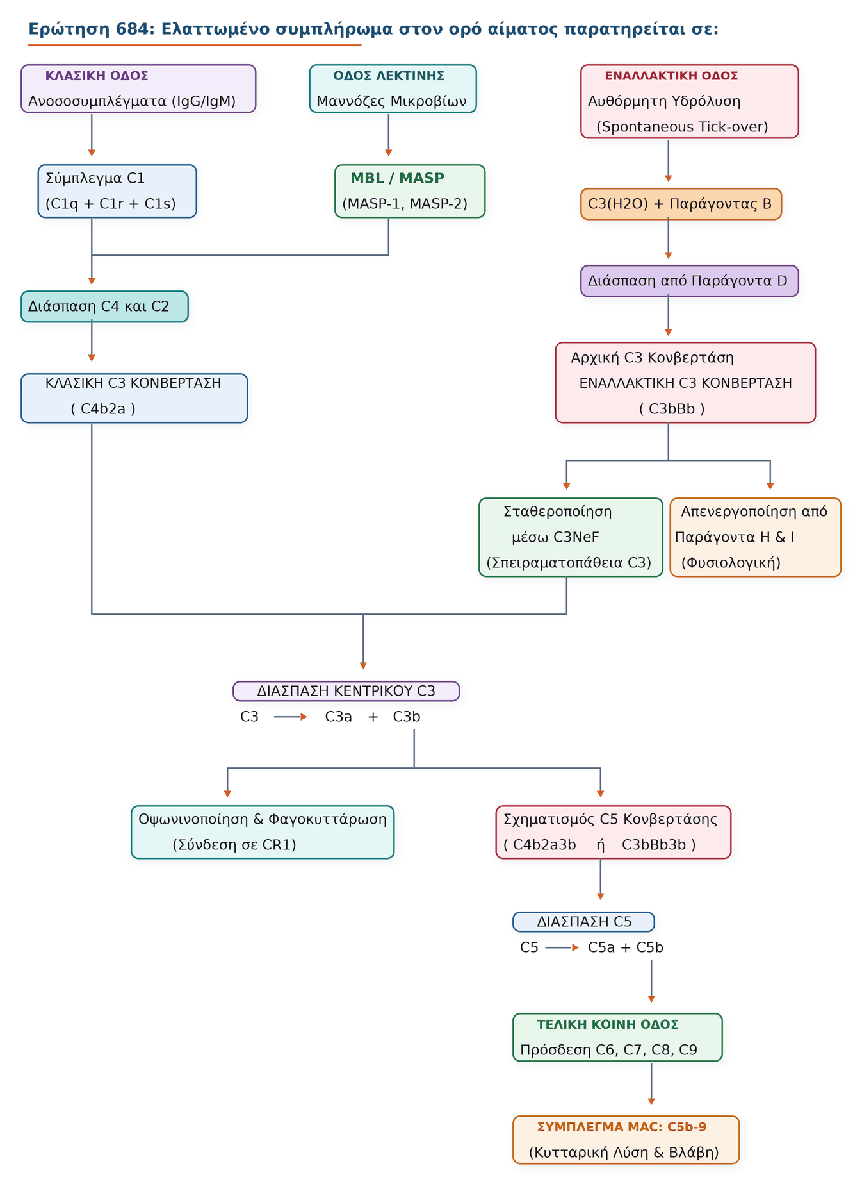 Ερώτηση 684: Ελαττωμένο συμπλήρωμα στον ορό αίματος παρατηρείται σε:
ΚΛΑΣΙΚΗ ΟΔΟΣ
Ανοσοσυμπλέγματα (IgG/IgM)
ΟΔΟΣ ΛΕΚΤΙΝΗΣ
Μαννόζες Μικροβίων
ΕΝΑΛΛΑΚΤΙΚΗ ΟΔΟΣ
Αυθόρμητη Υδρόλυση
(Spontaneous Tick-over)
Σύμπλεγμα C1
(C1q + C1r + C1s)
MBL / MASP
(MASP-1, MASP-2)
C3(H2O) + Παράγοντας B
Διάσπαση από Παράγοντα D
Διάσπαση C4 και C2
Αρχική C3 Κονβερτάση
ΕΝΑΛΛΑΚΤΙΚΗ C3 ΚΟΝΒΕΡΤΑΣΗ
( C3bBb )
ΚΛΑΣΙΚΗ C3 ΚΟΝΒΕΡΤΑΣΗ
( C4b2a )
Σταθεροποίηση
μέσω C3NeF
(Σπειραματοπάθεια C3)
Απενεργοποίηση από
Παράγοντα H & I
(Φυσιολογική)
ΔΙΑΣΠΑΣΗ ΚΕΝΤΡΙΚΟΥ C3
C3 → C3a + C3b
Οψωνινοποίηση & Φαγοκυττάρωση
(Σύνδεση σε CR1)
Σχηματισμός C5 Κονβερτάσης
( C4b2a3b ή C3bBb3b )
ΔΙΑΣΠΑΣΗ C5
C5 → C5a + C5b
ΤΕΛΙΚΗ ΚΟΙΝΗ ΟΔΟΣ
Πρόσδεση C6, C7, C8, C9
ΣΥΜΠΛΕΓΜΑ MAC: C5b-9
(Κυτταρική Λύση & Βλάβη)